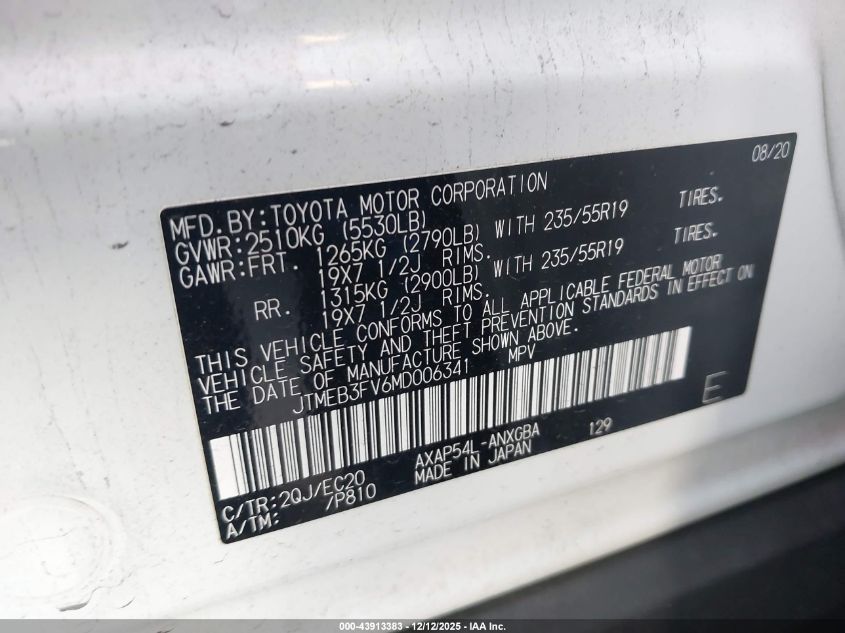 08/20
MFD.BY:TOYOTA MOTOR CORPORATION
GVWR:2510KG (5530LB)
GAWR:FRT. 1265KG (2790LB) WITH 235/55R19 TIRES.
19X7 1/2J RIMS.
RR. 1315KG (2900LB) WITH 235/55R19 TIRES.
19X7 1/2J RIMS.
THIS VEHICLE CONFORMS TO ALL APPLICABLE FEDERAL MOTOR
VEHICLE SAFETY AND THEFT PREVENTION STANDARDS IN EFFECT ON
THE DATE OF MANUFACTURE SHOWN ABOVE.
JTMEB3FV6MD006341 MPV
E
C/TR:2QJ/EC20 AXAP54L-ANXGBA 129
A/TM: /P810 MADE IN JAPAN
000-43913383 - 12/12/2025 - IAA Inc.